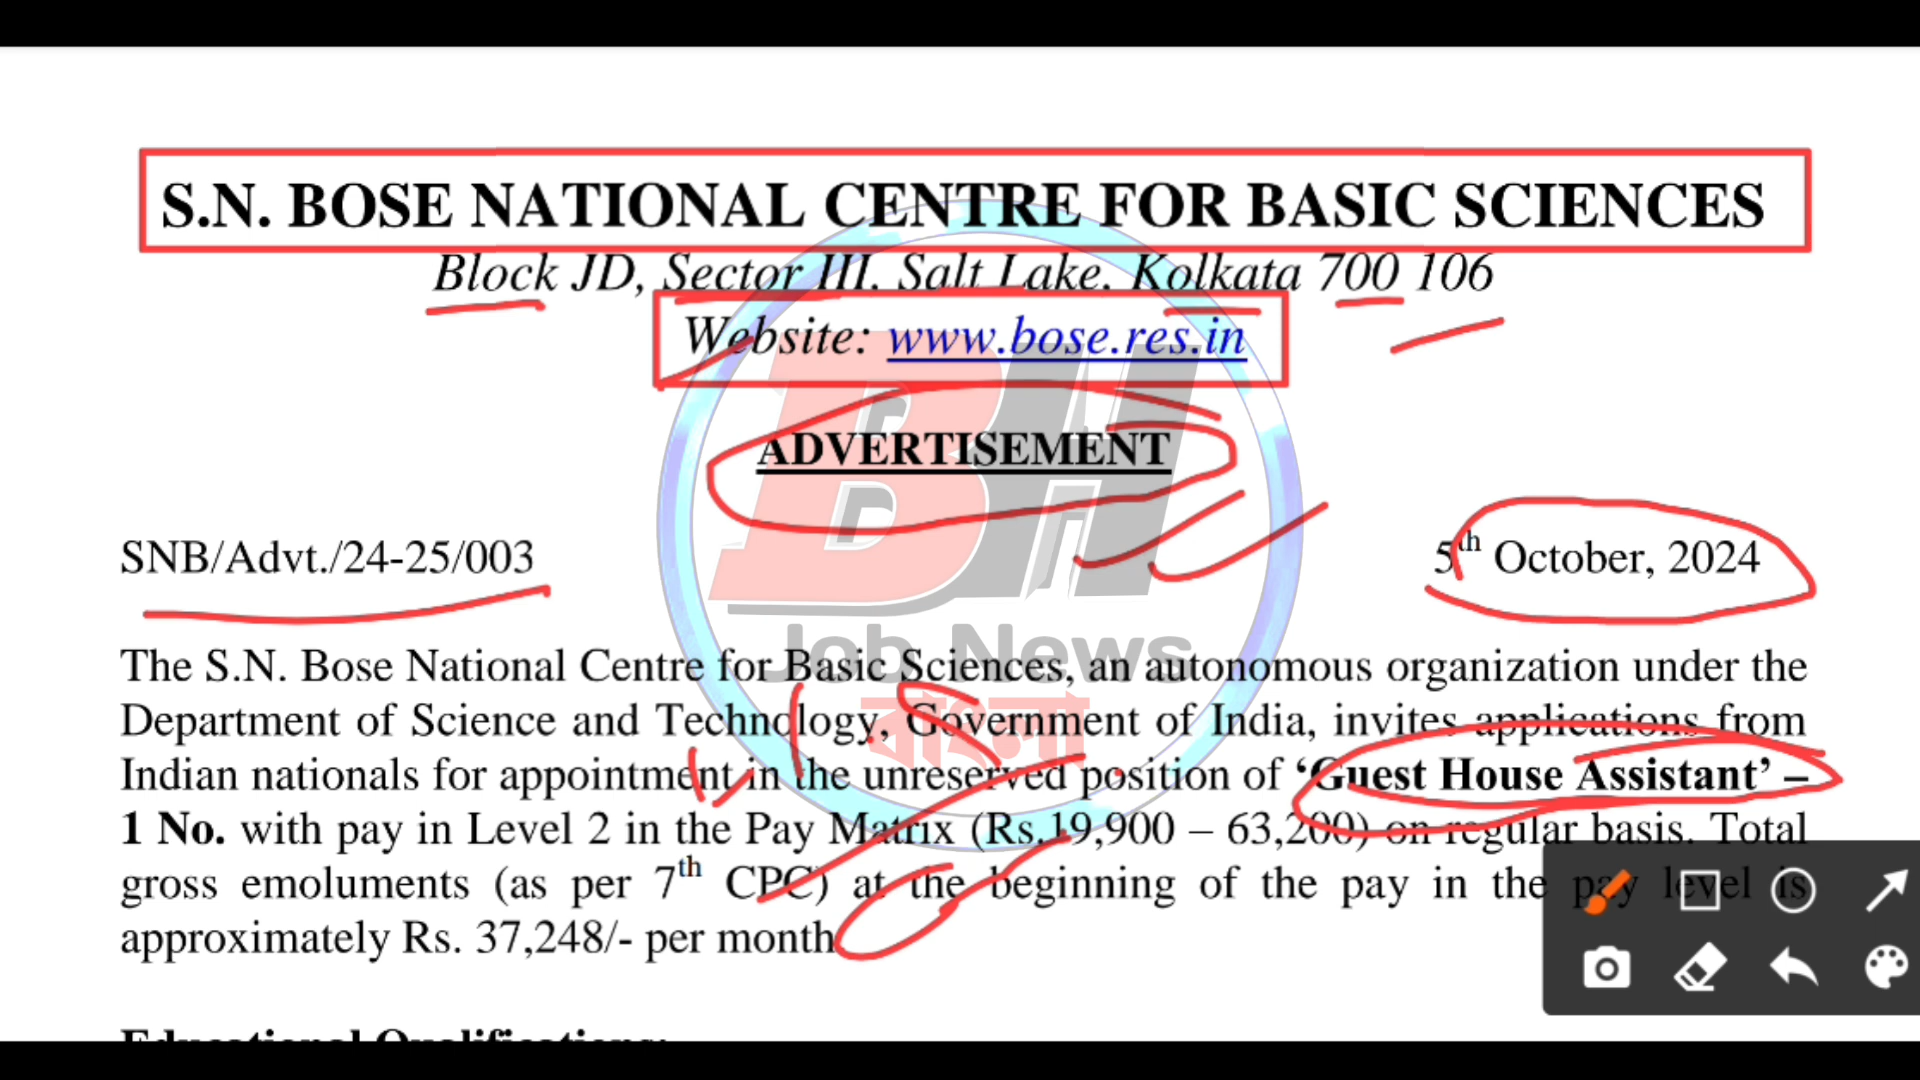 S.N. BOSE NATIONAL CENTRE FOR BASIC SCIENCES
Block JD, Sector III, Salt Lake, Kolkata 700 106
Website: www.bose.res.in
ADVERTISEMENT
SNB/Advt./24-25/003
5th October, 2024
BH
Job News
বাংলা
The S.N. Bose National Centre for Basic Sciences, an autonomous organization under the
Department of Science and Technology, Government of India, invites applications from
Indian nationals for appointment in the unreserved position of ‘Guest House Assistant’ –
1 No. with pay in Level 2 in the Pay Matrix (Rs.19,900 – 63,200) on regular basis. Total
gross emoluments (as per 7th CPC) at the beginning of the pay in the pay level is
approximately Rs. 37,248/- per month
Educational Qualifications: